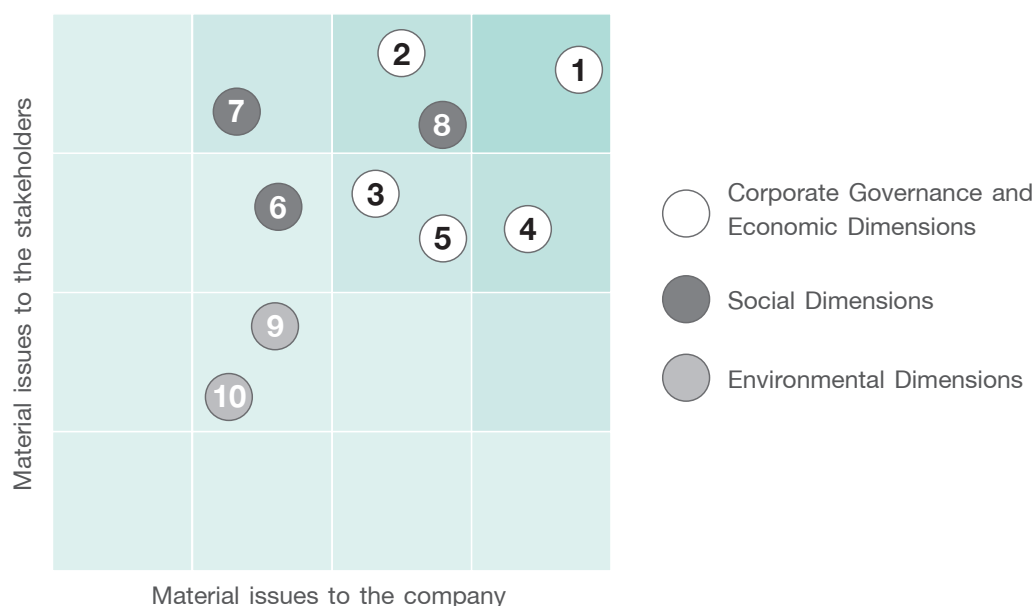 Material issues to the stakeholders
2
1
7
8
3
6
5
4
9
10
Material issues to the company
Corporate Governance and
Economic Dimensions
Social Dimensions
Environmental Dimensions